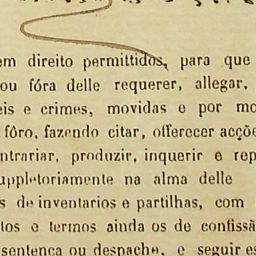 em direito permittidos, para que
ou fóra delle requerer, allegar,
eis e crimes, movidas e por mo
fôro, fazendo citar, offerecer acçõe
ntrariar, produzir, inquerir e rep
uppletoriamente na alma delle
s de inventarios e partilhas, com
tos e termos ainda os de confissã
sentença ou despacho, e seguir es